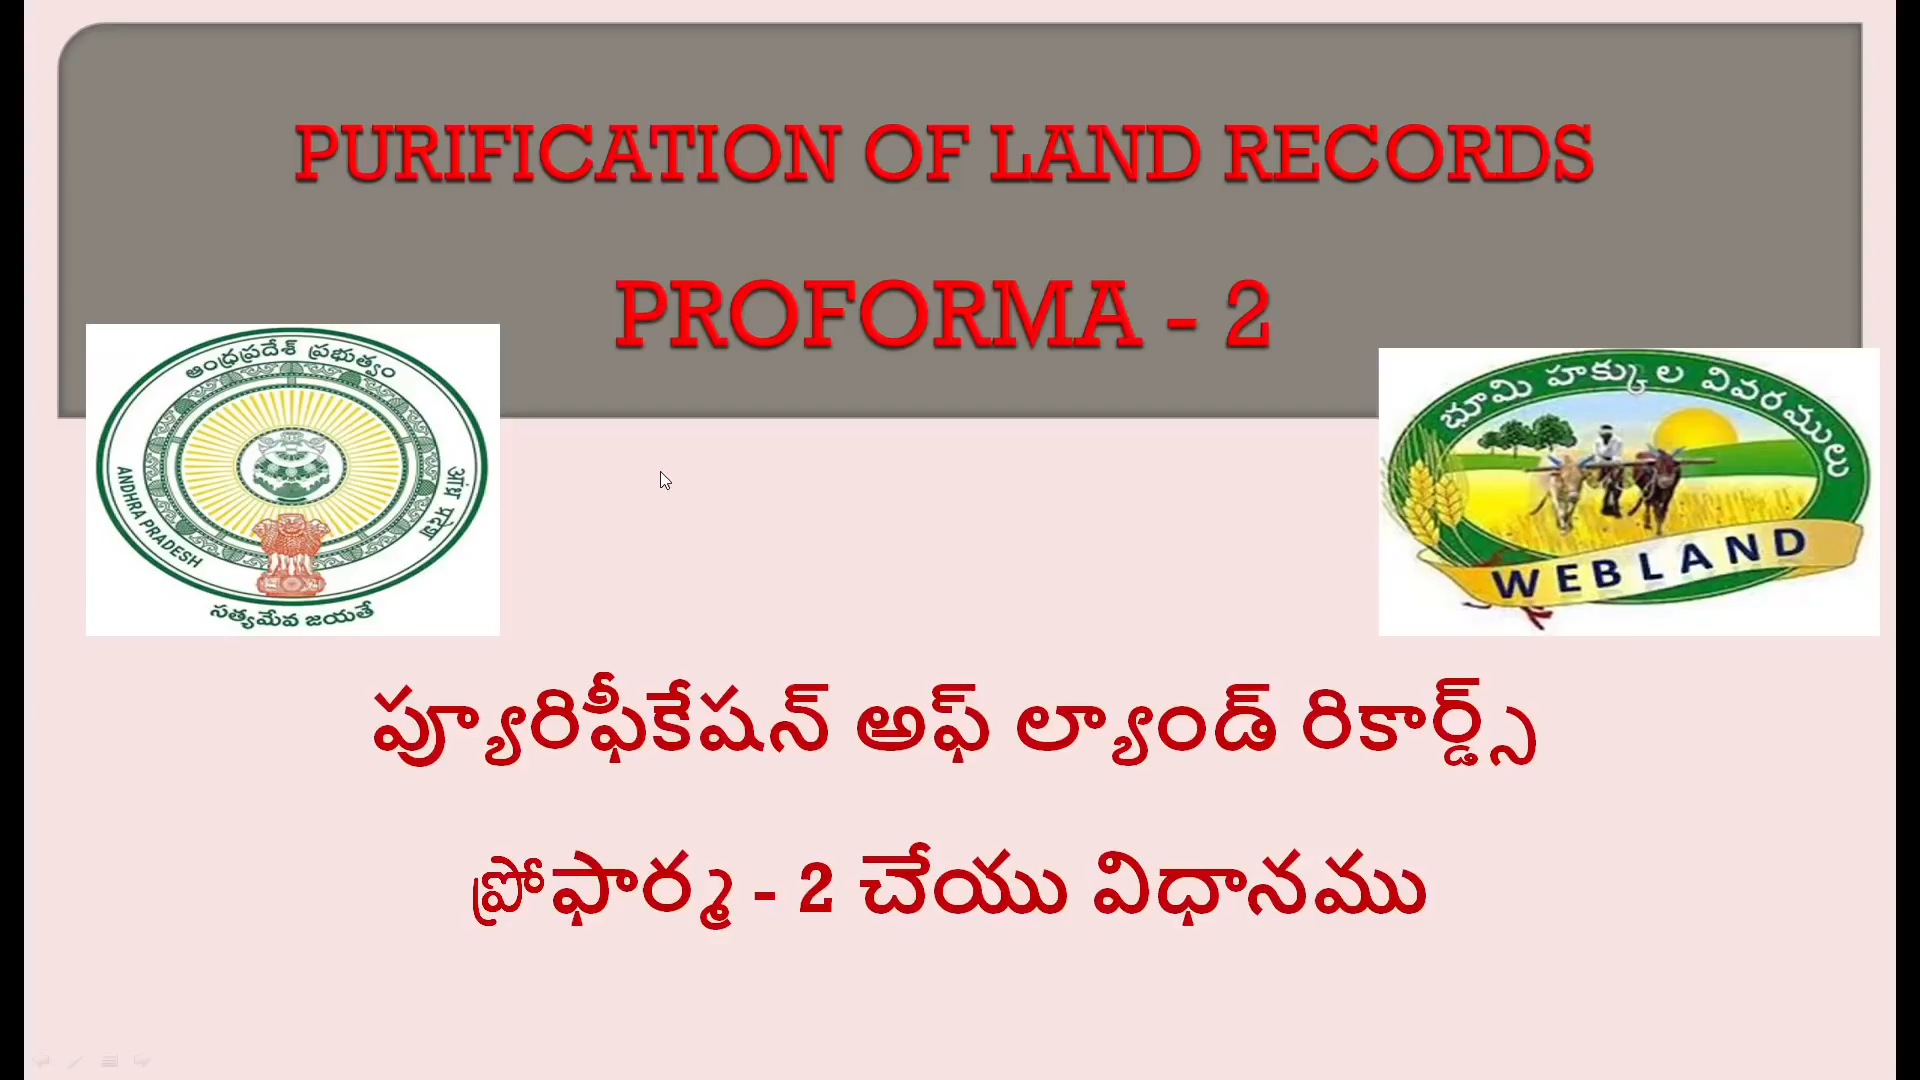 PURIFICATION OF LAND RECORDS
PROFORMA - 2
ఆంధ్రప్రదేశ్ ప్రభుత్వం
ANDHRA PRADESH
आंध्र प्रदेश
సత్యమేవ జయతే
భూమి హక్కుల వివరములు
WEBLAND
ప్యూరిఫీకేషన్ అఫ్ ల్యాండ్ రికార్డ్స్
ప్రోఫార్మ - 2 చేయు విధానము